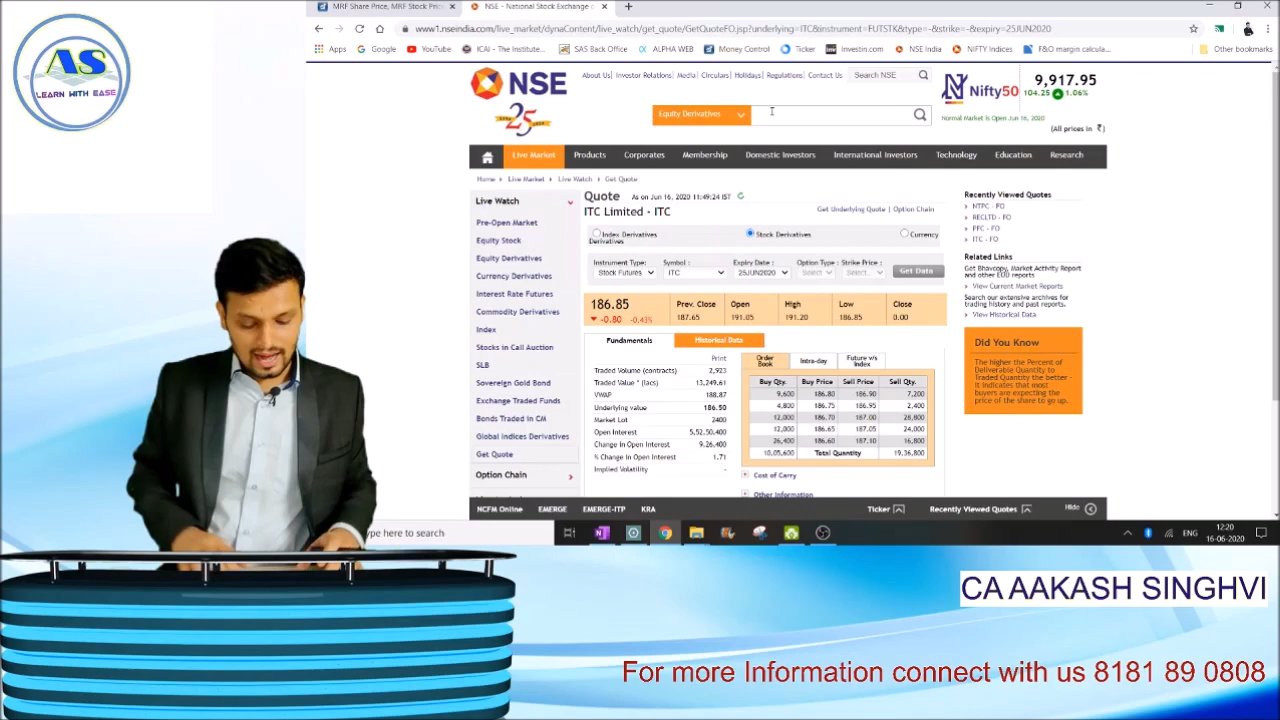 AS
LEARN WITH EASE
MRF Share Price, MRF Stock Pric
NSE - National Stock Exchange o
www1.nseindia.com/live_market/dynaContent/live_watch/get_quote/GetQuoteFO.jsp?underlying=ITC&instrument=FUTSTK&type=-&strike=-&expiry=25JUN2020
Apps Google YouTube ICAI - The Institute... SAS Back Office ALPHA WEB Money Control Ticker Investin.com NSE India NIFTY Indices F&O margin calcula... Other bookmarks
NSE
25
About Us Investor Relations Media Circulars Holidays Regulations Contact Us Search NSE
Equity Derivatives
Nifty50
9,917.95
104.25 1.06%
Normal Market is Open Jun 16, 2020
(All prices in ₹)
Live Market Products Corporates Membership Domestic Investors International Investors Technology Education Research
Home Live Market Live Watch Get Quote
Live Watch
Pre-Open Market
Equity Stock
Equity Derivatives
Currency Derivatives
Interest Rate Futures
Commodity Derivatives
Index
Stocks in Call Auction
SLB
Sovereign Gold Bond
Exchange Traded Funds
Bonds Traded in CM
Global Indices Derivatives
Get Quote
Option Chain
Quote As on Jun 16, 2020 11:49:24 IST
ITC Limited - ITC
Get Underlying Quote | Option Chain
Index Derivatives Stock Derivatives Currency
Derivatives
Instrument Type: Symbol : Expiry Date: Option Type : Strike Price :
Stock Futures ITC 25JUN2020 Select Select... Get Data
186.85 Prev. Close Open High Low Close
-0.80 -0.43% 187.65 191.05 191.20 186.85 0.00
Fundamentals Historical Data
Print
Traded Volume (contracts) 2,923
Traded Value * (lacs) 13,249.61
VWAP 188.87
Underlying value 186.50
Market Lot 2400
Open Interest 5,52,50,400
Change in Open Interest 9,26,400
% Change in Open Interest 1.71
Implied Volatility -
Order Book Intra-day Future v/s Index
Buy Qty. Buy Price Sell Price Sell Qty.
9,600 186.80 186.90 7,200
4,800 186.75 186.95 2,400
12,000 186.70 187.00 28,800
12,000 186.65 187.05 24,000
26,400 186.60 187.10 16,800
10,05,600 Total Quantity 19,36,800
Cost of Carry
Other Information
Recently Viewed Quotes
NTPC - FO
RECLTD - FO
PFC - FO
ITC - FO
Related Links
Get Bhavcopy, Market Activity Report
and other EOD reports
View Current Market Reports
Search our extensive archives for
trading history and past reports.
View Historical Data
Did You Know
The higher the Percent of
Deliverable Quantity to
Traded Quantity the better -
it indicates that most
buyers are expecting the
price of the share to go up.
NCFM Online EMERGE EMERGE-ITP KRA Ticker Recently Viewed Quotes Hide
ype here to search
ENG
12:20
16-06-2020
CA AAKASH SINGHVI
For more Information connect with us 8181 89 0808